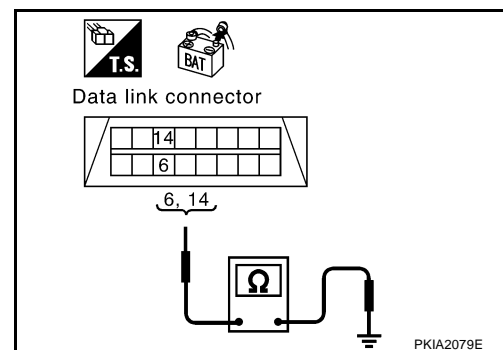 T.S.
BAT
Data link connector
14
6
6, 14
Ω
PKIA2079E